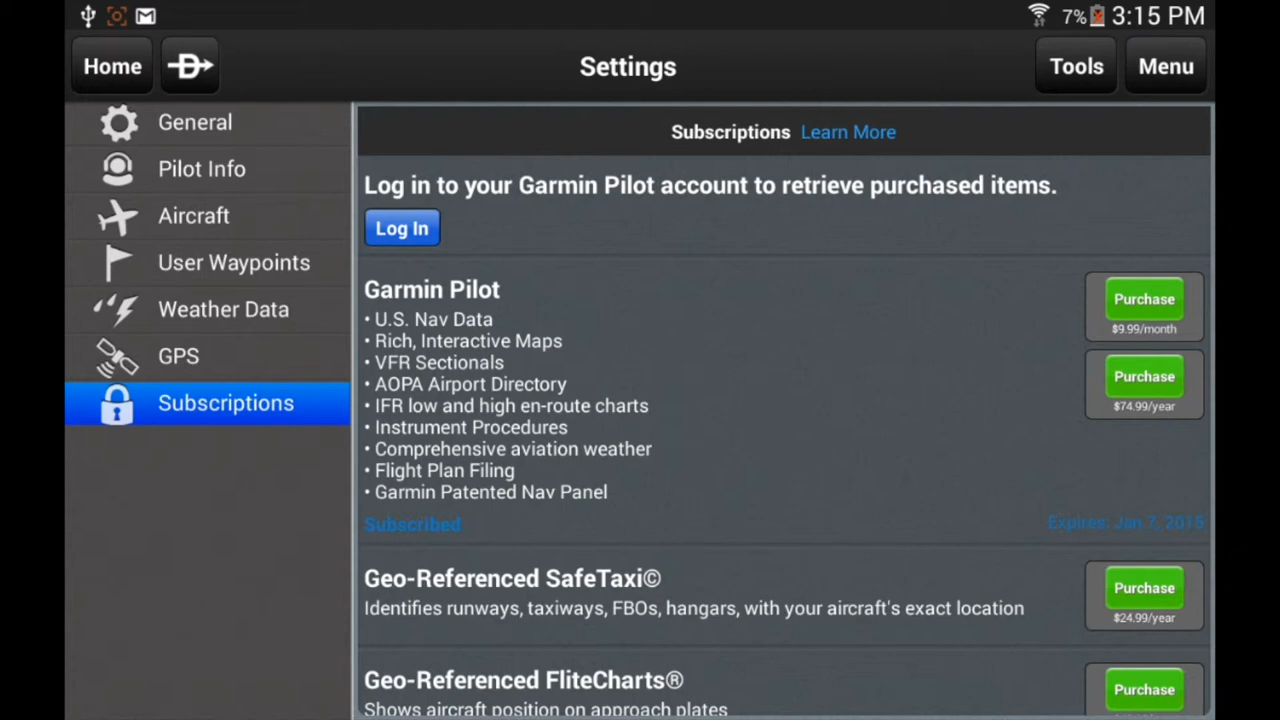 7% 3:15 PM
Home
Settings
Tools
Menu
General
Pilot Info
Aircraft
User Waypoints
Weather Data
GPS
Subscriptions
Subscriptions Learn More
Log in to your Garmin Pilot account to retrieve purchased items.
Log In
Garmin Pilot
• U.S. Nav Data
• Rich, Interactive Maps
• VFR Sectionals
• AOPA Airport Directory
• IFR low and high en-route charts
• Instrument Procedures
• Comprehensive aviation weather
• Flight Plan Filing
• Garmin Patented Nav Panel
Purchase
$9.99/month
Purchase
$74.99/year
Subscribed
Expires: Jan 7, 2015
Geo-Referenced SafeTaxi©
Identifies runways, taxiways, FBOs, hangars, with your aircraft's exact location
Purchase
$24.99/year
Geo-Referenced FliteCharts®
Shows aircraft position on approach plates
Purchase